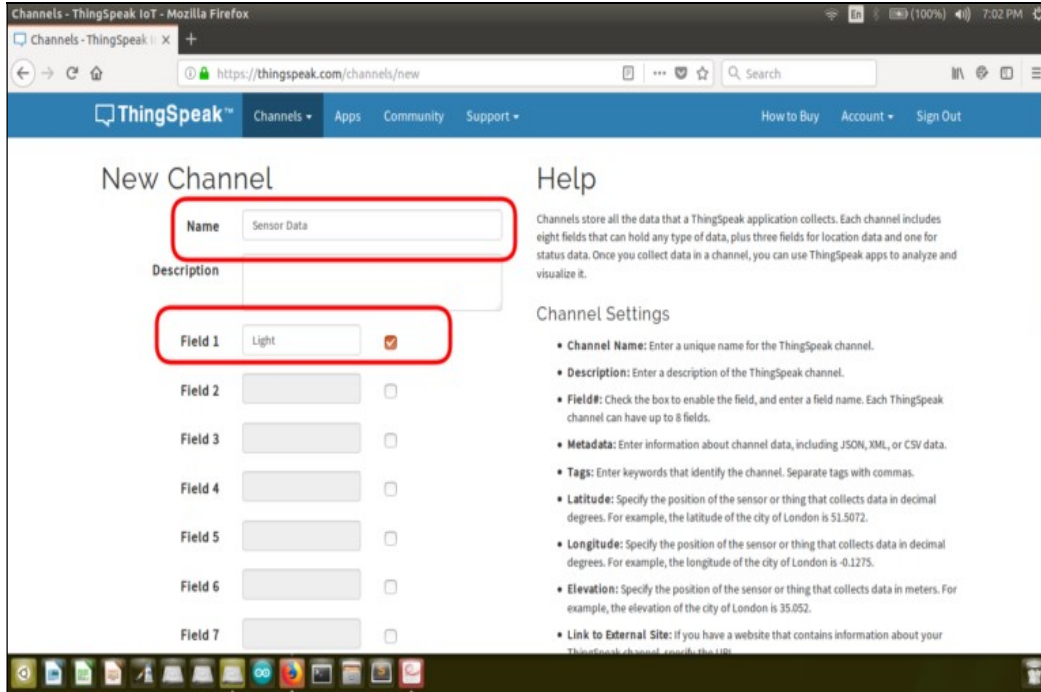 Channels - ThingSpeak IoT - Mozilla Firefox
En
(100%)
7:02 PM
Channels - ThingSpeak
https://thingspeak.com/channels/new
Search
ThingSpeak™
Channels
Apps
Community
Support
How to Buy
Account
Sign Out
New Channel
Name
Sensor Data
Description
Field 1
Light
Field 2
Field 3
Field 4
Field 5
Field 6
Field 7
Help
Channels store all the data that a ThingSpeak application collects. Each channel includes
eight fields that can hold any type of data, plus three fields for location data and one for
status data. Once you collect data in a channel, you can use ThingSpeak apps to analyze and
visualize it.
Channel Settings
• Channel Name: Enter a unique name for the ThingSpeak channel.
• Description: Enter a description of the ThingSpeak channel.
• Field#: Check the box to enable the field, and enter a field name. Each ThingSpeak
channel can have up to 8 fields.
• Metadata: Enter information about channel data, including JSON, XML, or CSV data.
• Tags: Enter keywords that identify the channel. Separate tags with commas.
• Latitude: Specify the position of the sensor or thing that collects data in decimal
degrees. For example, the latitude of the city of London is 51.5072.
• Longitude: Specify the position of the sensor or thing that collects data in decimal
degrees. For example, the longitude of the city of London is -0.1275.
• Elevation: Specify the position of the sensor or thing that collects data in meters. For
example, the elevation of the city of London is 35.052.
• Link to External Site: If you have a website that contains information about your
ThingSpeak channel, specify the URL